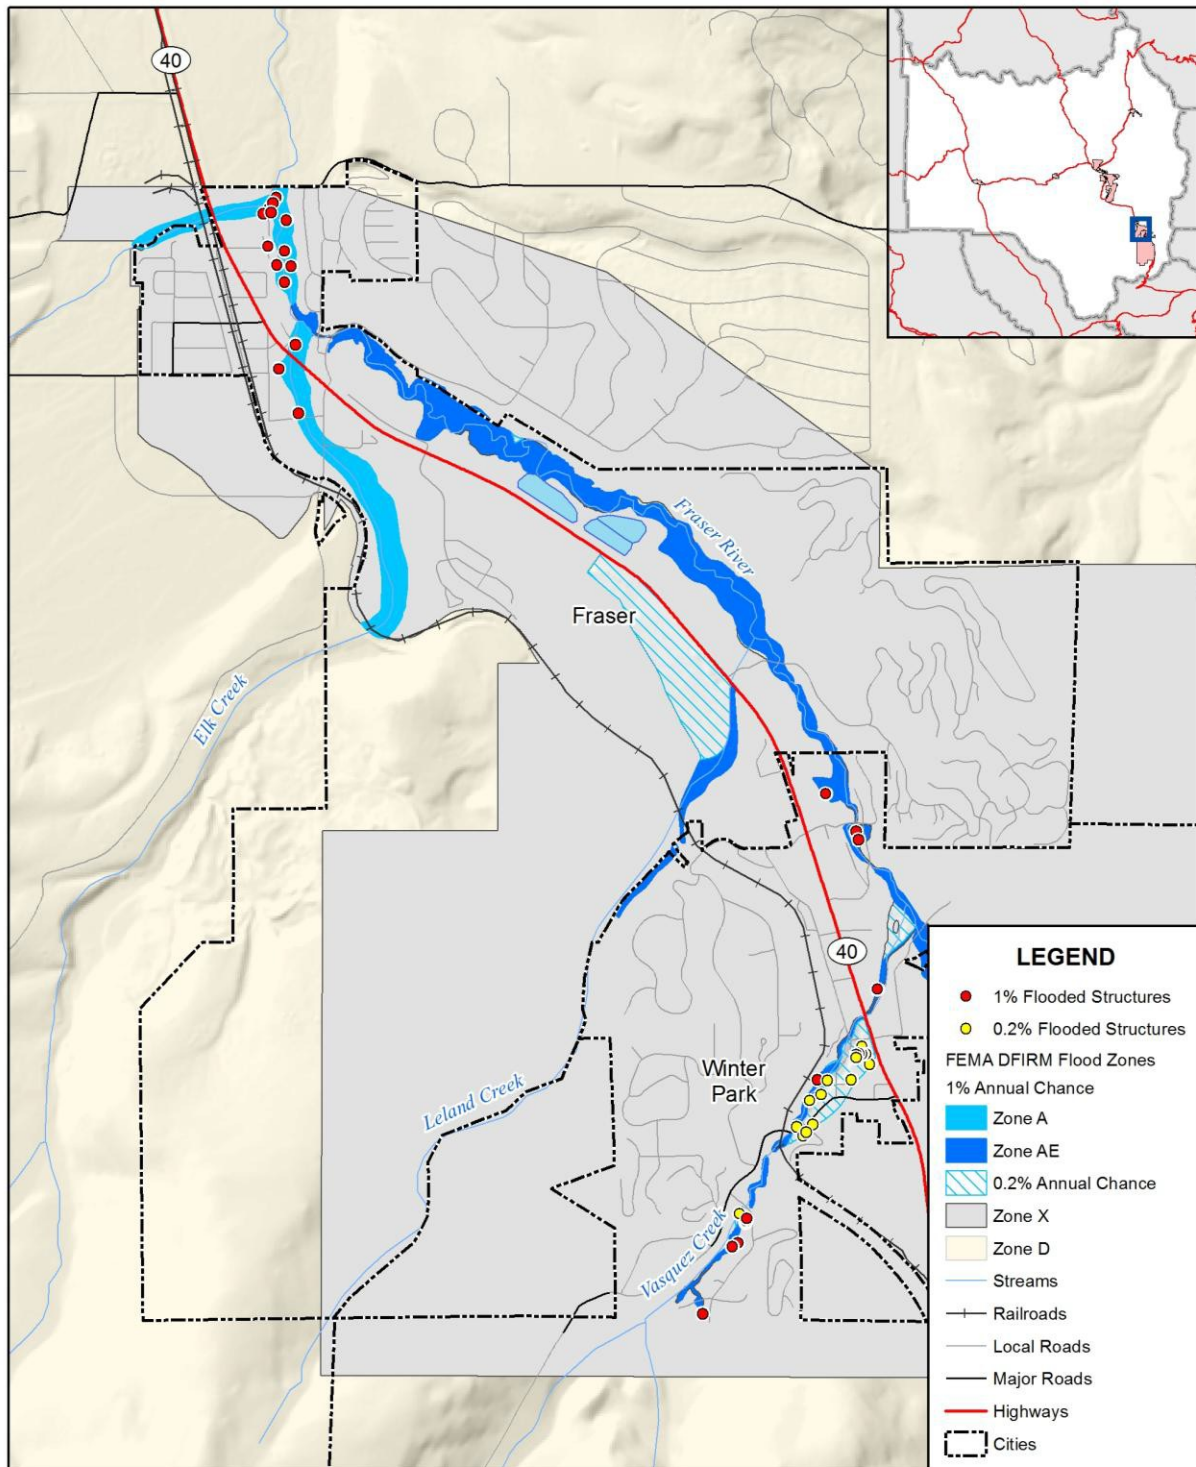 40
Fraser River
Fraser
Elk Creek
40
Winter
Park
Leland Creek
Vasquez Creek
LEGEND
1% Flooded Structures
0.2% Flooded Structures
FEMA DFIRM Flood Zones
1% Annual Chance
Zone A
Zone AE
0.2% Annual Chance
Zone X
Zone D
Streams
Railroads
Local Roads
Major Roads
Highways
Cities